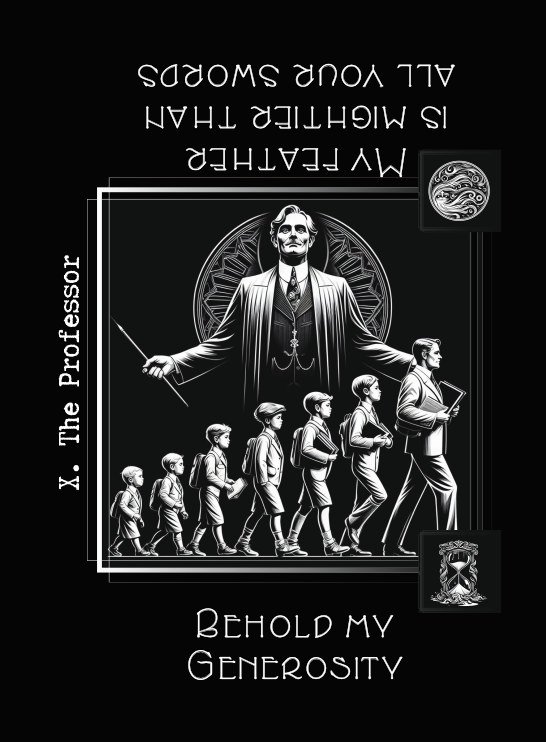 My feather
is mightier than
all your swords
X. The Professor
Behold my
Generosity